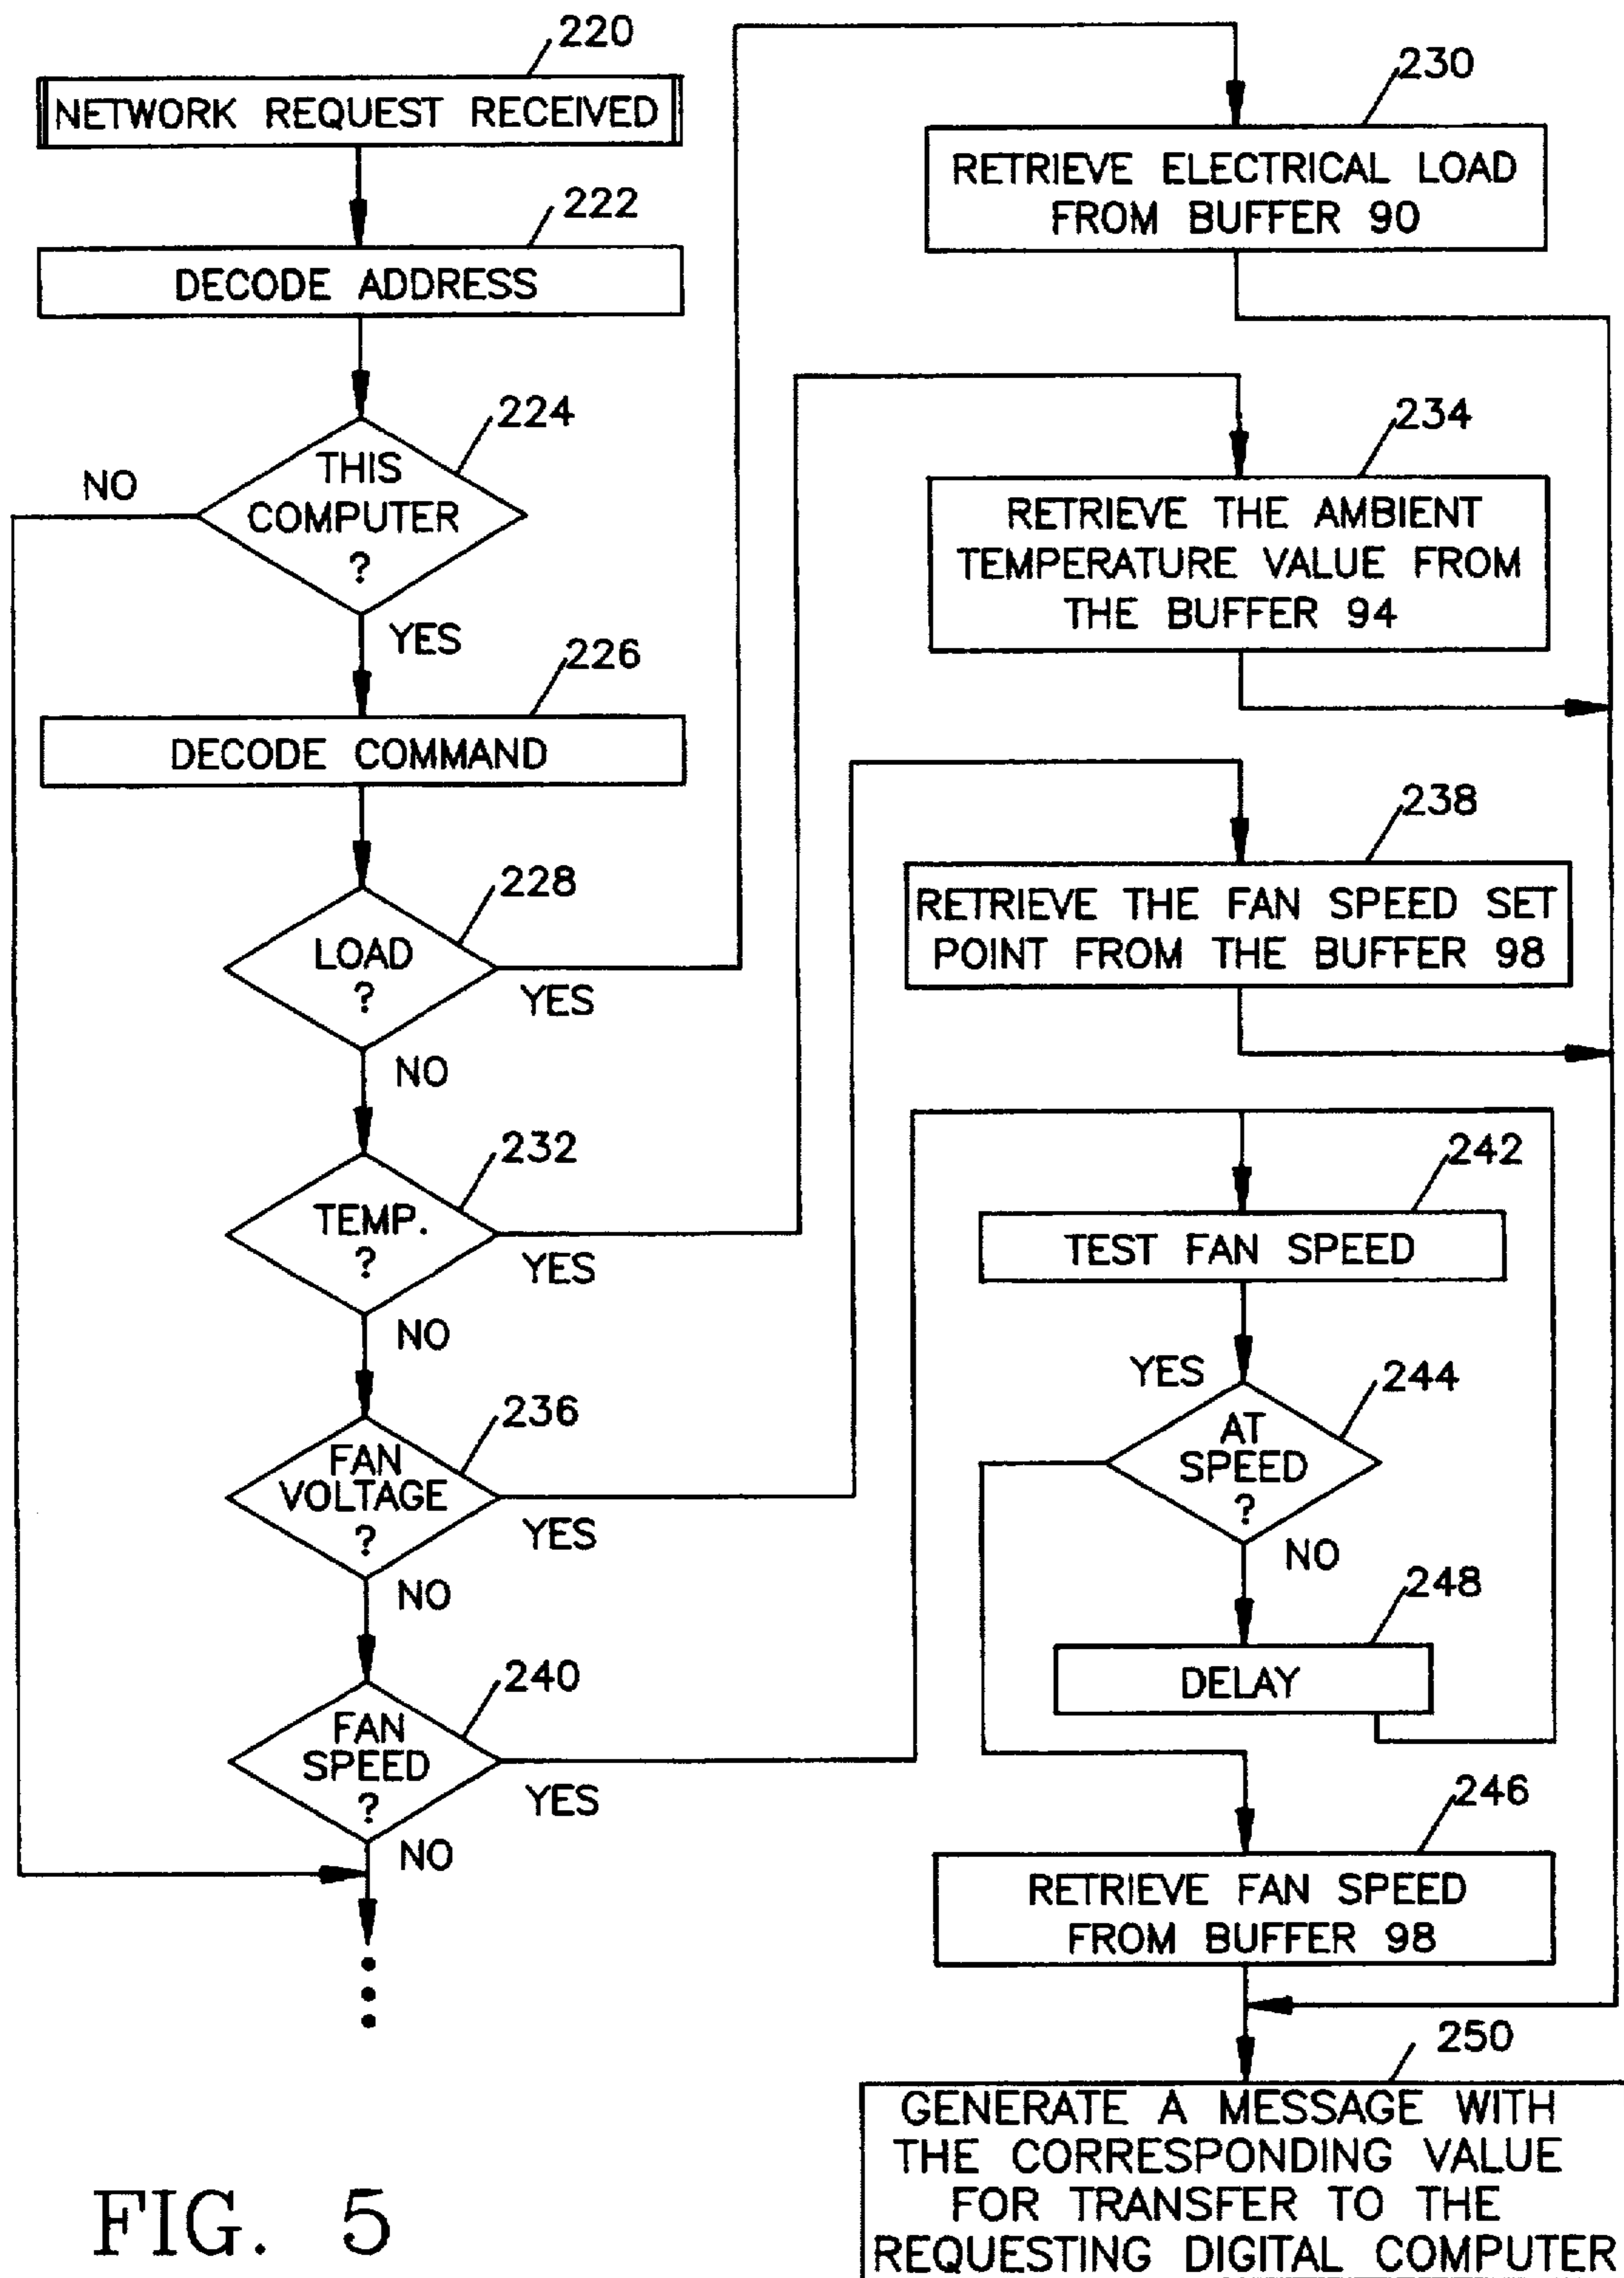 220
NETWORK REQUEST RECEIVED
222
DECODE ADDRESS
224
THIS
COMPUTER
?
NO
YES
226
DECODE COMMAND
228
LOAD
?
YES
NO
232
TEMP.
?
YES
NO
236
FAN
VOLTAGE
?
YES
NO
240
FAN
SPEED
?
YES
NO
230
RETRIEVE ELECTRICAL LOAD
FROM BUFFER 90
234
RETRIEVE THE AMBIENT
TEMPERATURE VALUE FROM
THE BUFFER 94
238
RETRIEVE THE FAN SPEED SET
POINT FROM THE BUFFER 98
242
TEST FAN SPEED
YES
244
AT
SPEED
?
NO
248
DELAY
246
RETRIEVE FAN SPEED
FROM BUFFER 98
250
GENERATE A MESSAGE WITH
THE CORRESPONDING VALUE
FOR TRANSFER TO THE
REQUESTING DIGITAL COMPUTER
FIG. 5